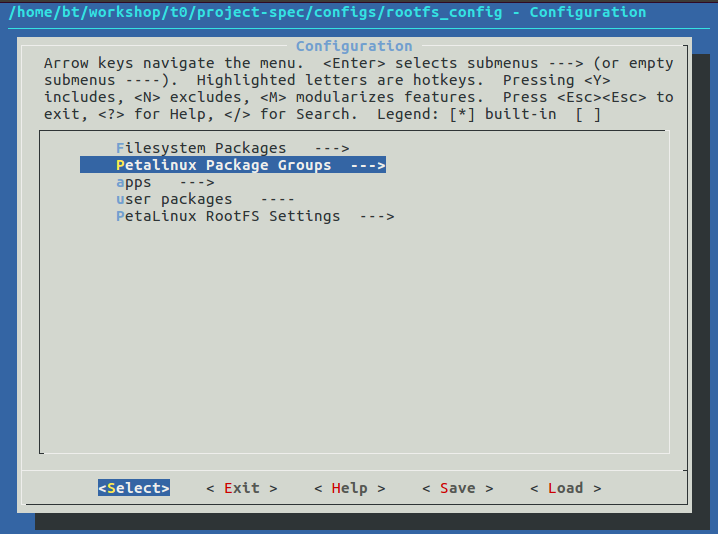 /home/bt/workshop/t0/project-spec/configs/rootfs_config - Configuration
Configuration
Arrow keys navigate the menu.  <Enter> selects submenus ---> (or empty
submenus ----).  Highlighted letters are hotkeys.  Pressing <Y>
includes, <N> excludes, <M> modularizes features.  Press <Esc><Esc> to
exit, <?> for Help, </> for Search.  Legend: [*] built-in  [ ]
Filesystem Packages   --->
Petalinux Package Groups  --->
apps   --->
user packages   ----
PetaLinux RootFS Settings  --->
<Select>    < Exit >    < Help >    < Save >    < Load >